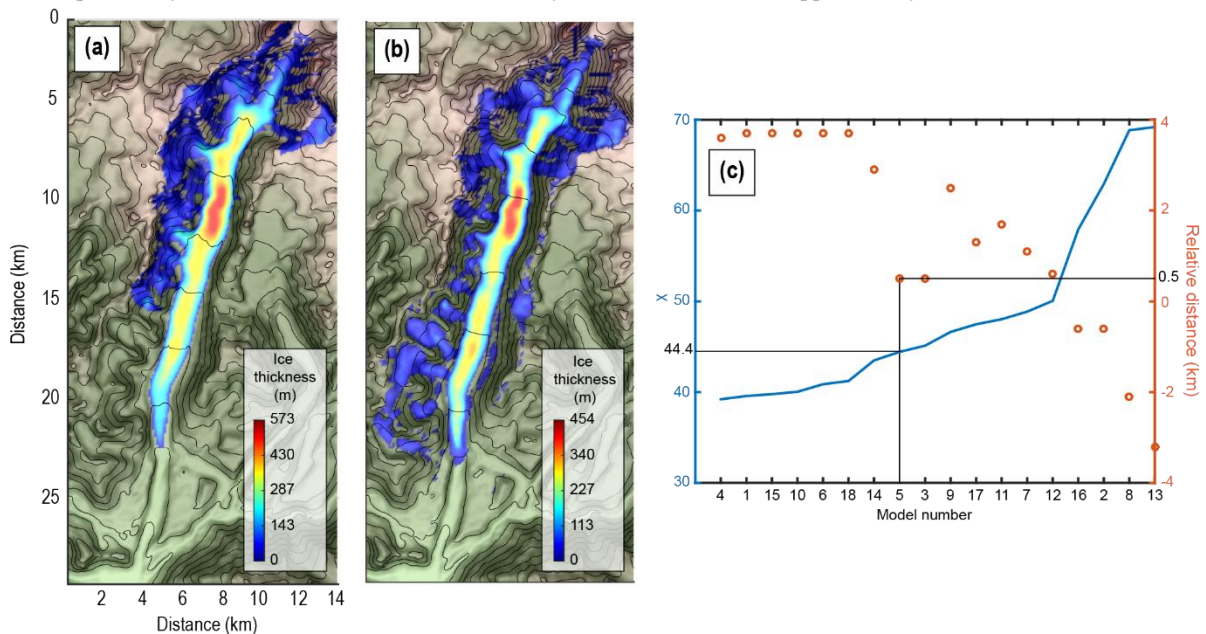 (a)
(b)
(c)
0
5
10
15
20
25
Distance (km)
2 4 6 8 10 12 14
Distance (km)
Ice
thickness
(m)
573
430
287
143
0
Ice
thickness
(m)
454
340
227
113
0
70
60
50
44.4
40
30
X
4
2
0.5
0
-2
-4
Relative distance (km)
4 1 15 10 6 18 14 5 3 9 17 11 7 12 16 2 8 13
Model number